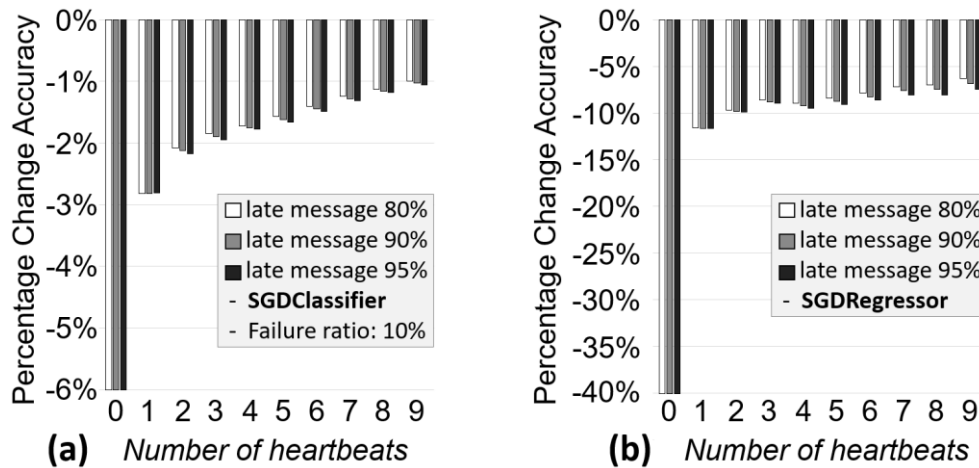 Percentage Change Accuracy
0%
-1%
-2%
-3%
-4%
-5%
-6%
late message 80%
late message 90%
late message 95%
- SGDClassifier
- Failure ratio: 10%
0 1 2 3 4 5 6 7 8 9
(a) Number of heartbeats
Percentage Change Accuracy
0%
-5%
-10%
-15%
-20%
-25%
-30%
-35%
-40%
late message 80%
late message 90%
late message 95%
- SGDRegressor
0 1 2 3 4 5 6 7 8 9
(b) Number of heartbeats